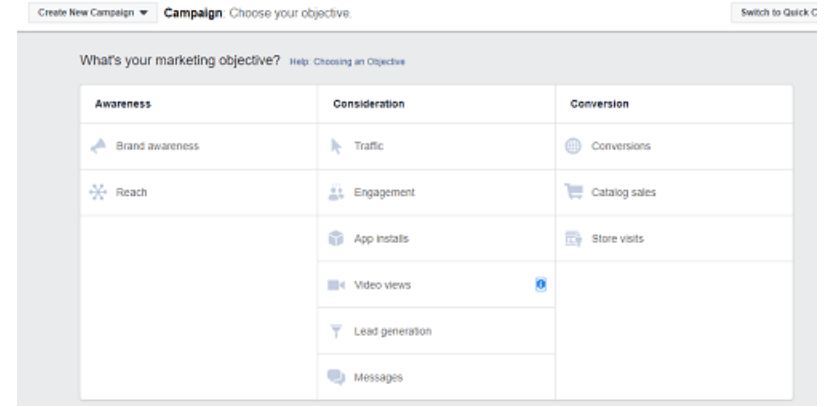 Create New Campaign Campaign: Choose your objective. Switch to Quick C
What's your marketing objective? Help: Choosing an Objective
Awareness Consideration Conversion
Brand awareness Traffic Conversions
Reach Engagement Catalog sales
App installs Store visits
Video views
Lead generation
Messages